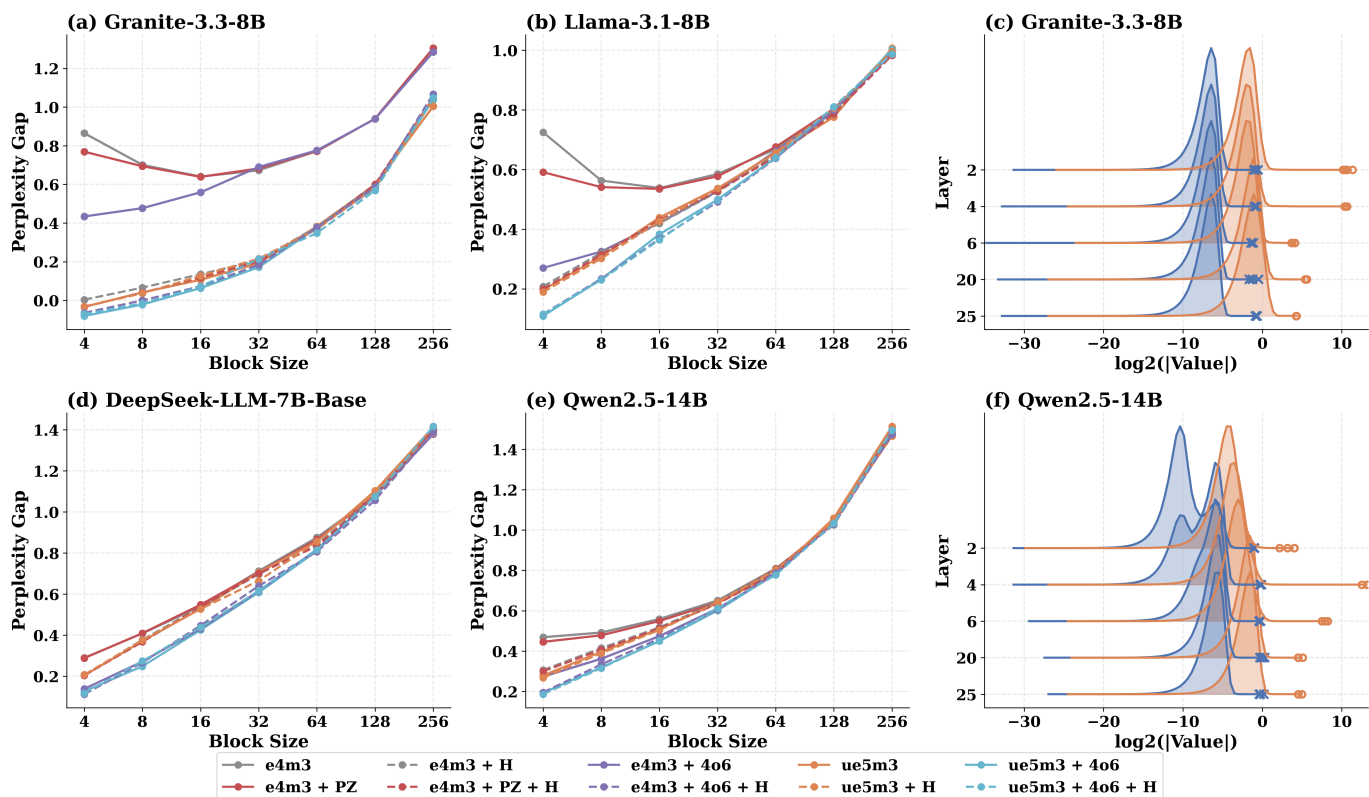 (a) Granite-3.3-8B
Perplexity Gap
1.2
1.0
0.8
0.6
0.4
0.2
0.0
4 8 16 32 64 128 256
Block Size
(b) Llama-3.1-8B
Perplexity Gap
1.0
0.8
0.6
0.4
0.2
4 8 16 32 64 128 256
Block Size
(c) Granite-3.3-8B
Layer
2
4
6
20
25
−30 −20 −10 0 10
log2(|Value|)
(d) DeepSeek-LLM-7B-Base
Perplexity Gap
1.4
1.2
1.0
0.8
0.6
0.4
0.2
4 8 16 32 64 128 256
Block Size
(e) Qwen2.5-14B
Perplexity Gap
1.4
1.2
1.0
0.8
0.6
0.4
0.2
4 8 16 32 64 128 256
Block Size
(f) Qwen2.5-14B
Layer
2
4
6
20
25
−30 −20 −10 0 10
log2(|Value|)
e4m3 e4m3 + H e4m3 + 4o6 ue5m3 ue5m3 + 4o6
e4m3 + PZ e4m3 + PZ + H e4m3 + 4o6 + H ue5m3 + H ue5m3 + 4o6 + H